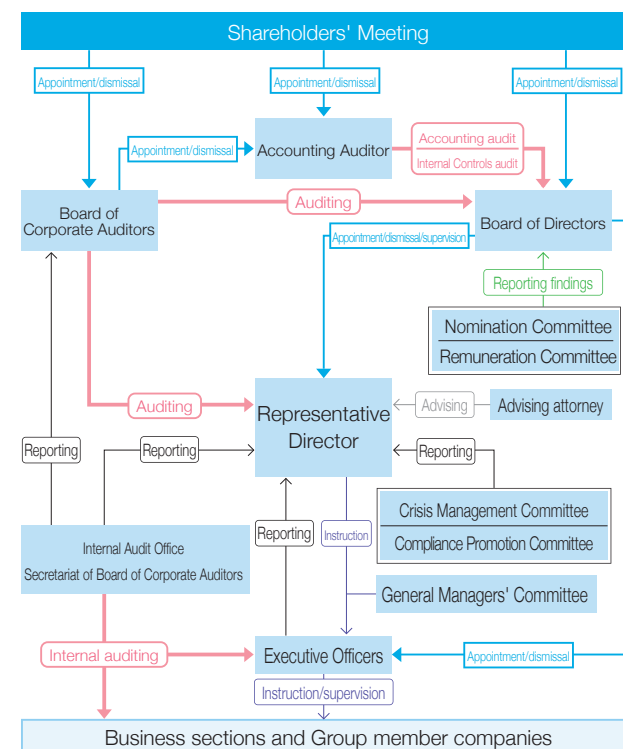 Shareholders' Meeting
Appointment/dismissal
Appointment/dismissal
Appointment/dismissal
Appointment/dismissal
Accounting Auditor
Accounting audit
Internal Controls audit
Board of
Corporate Auditors
Auditing
Board of Directors
Appointment/dismissal/supervision
Reporting findings
Nomination Committee
Remuneration Committee
Auditing
Representative
Director
Advising
Advising attorney
Reporting
Reporting
Reporting
Crisis Management Committee
Compliance Promotion Committee
Internal Audit Office
Secretariat of Board of Corporate Auditors
Reporting
Instruction
General Managers' Committee
Internal auditing
Executive Officers
Appointment/dismissal
Instruction/supervision
Business sections and Group member companies